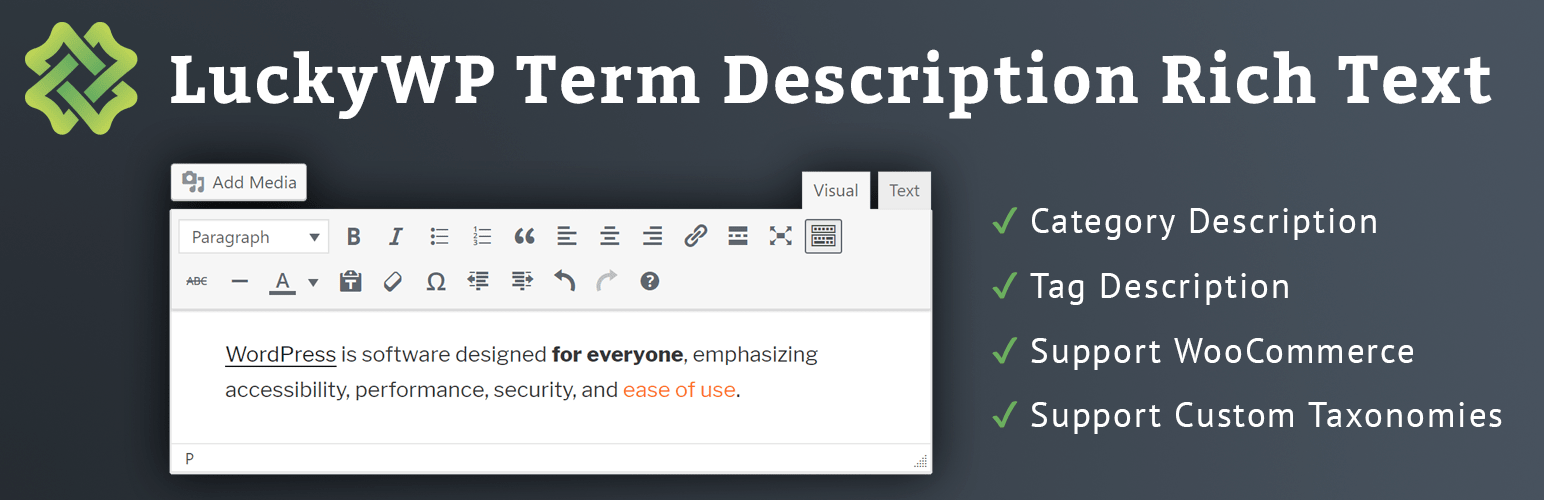 LuckyWP Term Description Rich Text
Add Media
Visual Text
Paragraph B I
ABC A Ω
WordPress is software designed for everyone, emphasizing
accessibility, performance, security, and ease of use.
P
✓ Category Description
✓ Tag Description
✓ Support WooCommerce
✓ Support Custom Taxonomies